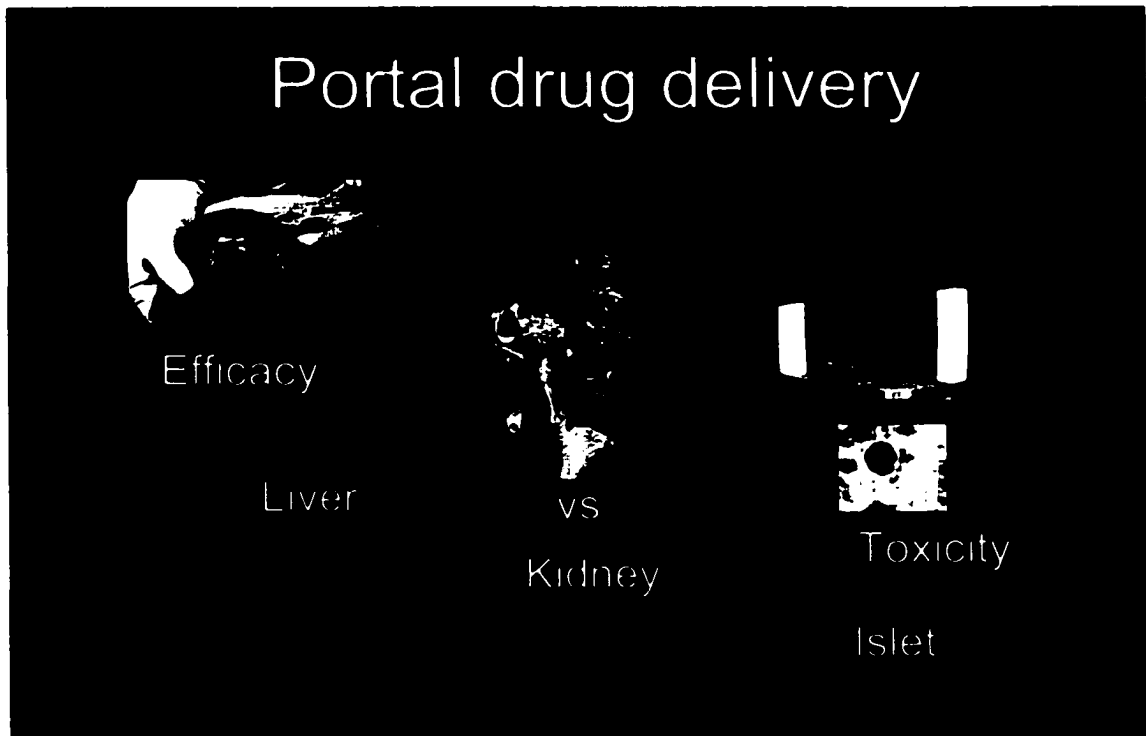 Portal drug delivery
Efficacy
Liver
vs
Kidney
Toxicity
Islet